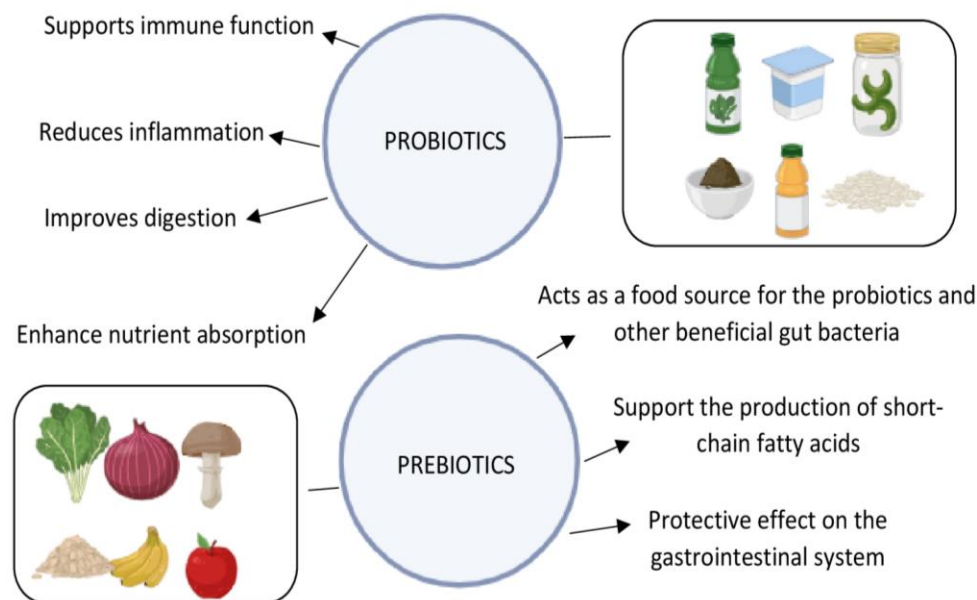 Supports immune function
Reduces inflammation
PROBIOTICS
Improves digestion
Enhance nutrient absorption
Acts as a food source for the probiotics and
other beneficial gut bacteria
Support the production of short-
chain fatty acids
PREBIOTICS
Protective effect on the
gastrointestinal system